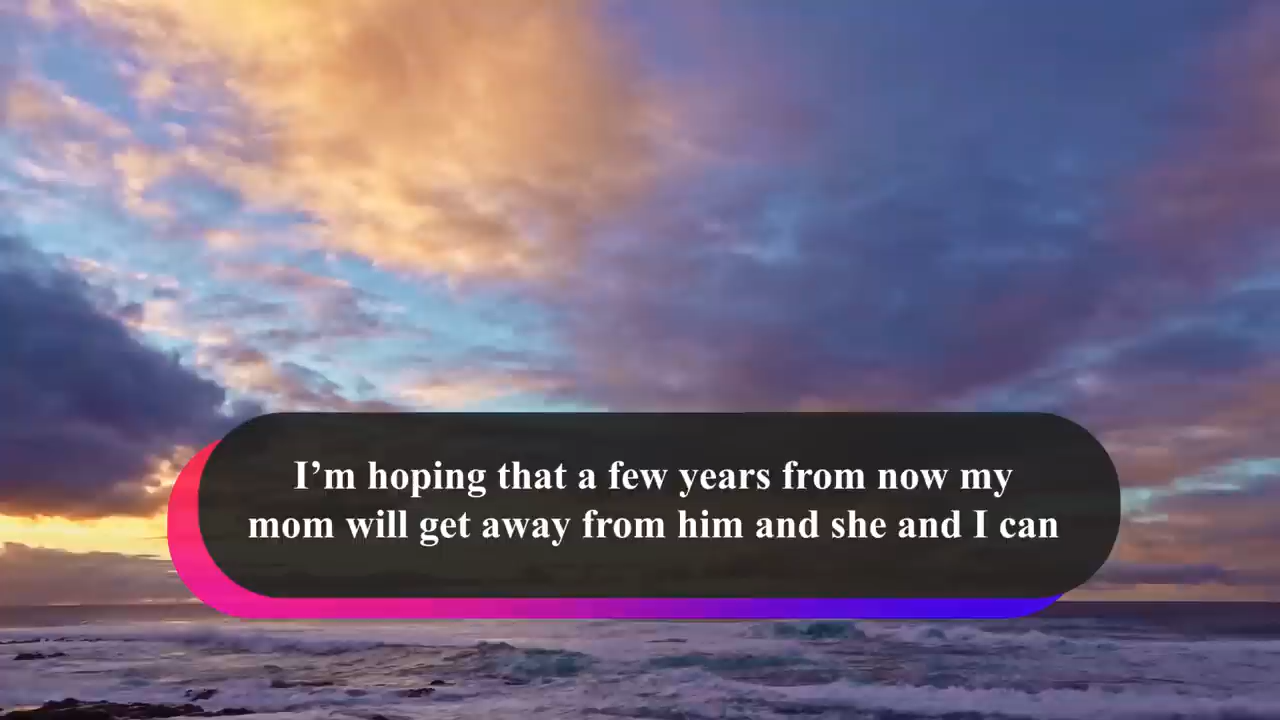 I’m hoping that a few years from now my
mom will get away from him and she and I can